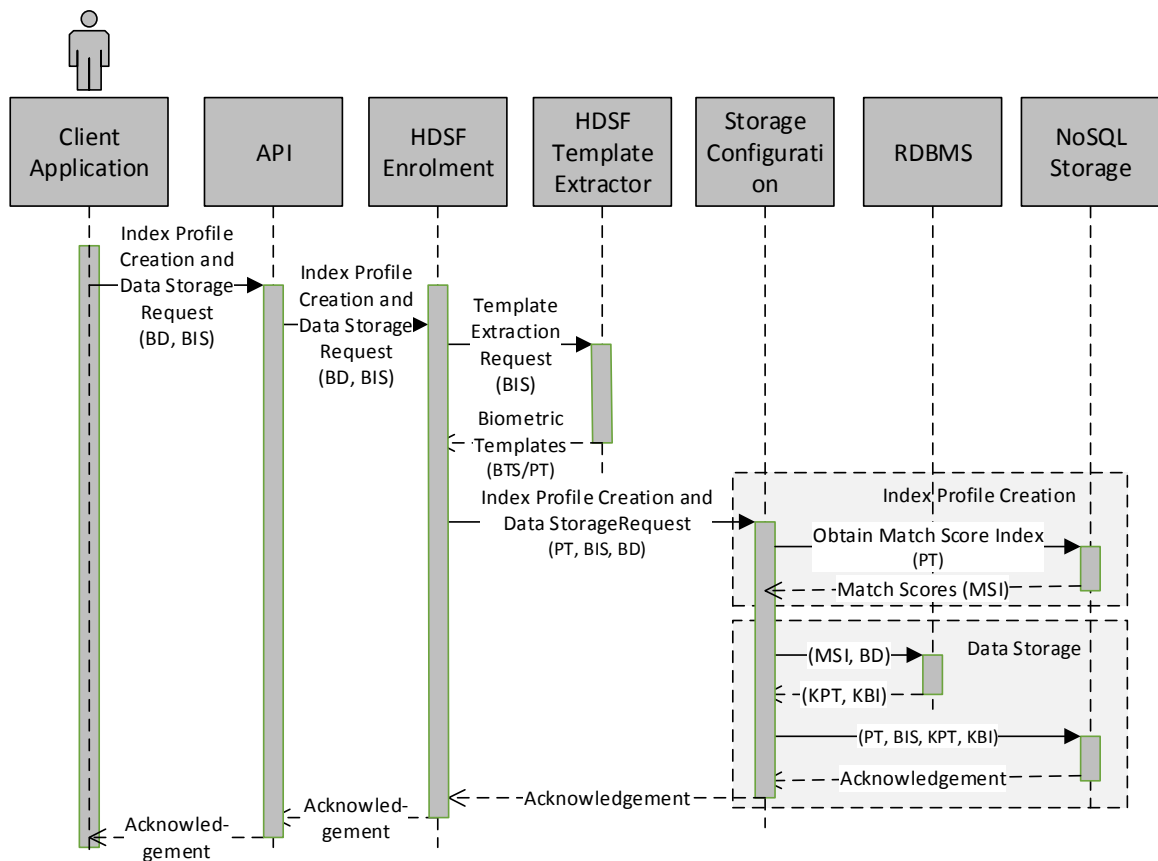 Client
Application
API
HDSF
Enrolment
HDSF
Template
Extractor
Storage
Configurati
on
RDBMS
NoSQL
Storage
Index Profile
Creation and
Data Storage
Request
(BD, BIS)
Index Profile
Creation and
Data Storage
Request
(BD, BIS)
Template
Extraction
Request
(BIS)
Biometric
Templates
(BTS/PT)
Index Profile Creation and
Data StorageRequest
(PT, BIS, BD)
Index Profile Creation
Obtain Match Score Index
(PT)
Match Scores (MSI)
Data Storage
(MSI, BD)
(KPT, KBI)
(PT, BIS, KPT, KBI)
Acknowledgement
Acknowledgement
Acknowled-
gement
Acknowled-
gement